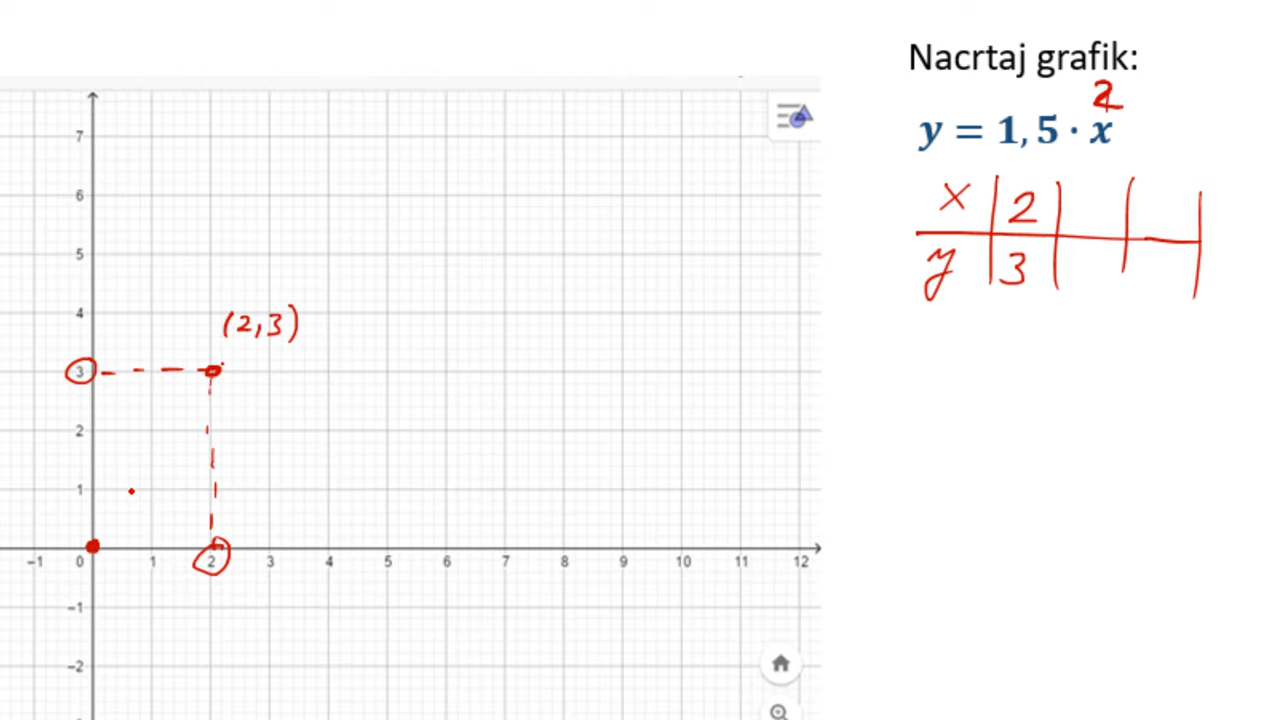 Nacrtaj grafik:
2
y = 1,5 · x
x 2
y 3
7
6
5
4
(2,3)
3
2
1
-1 0 1 2 3 4 5 6 7 8 9 10 11 12
-1
-2